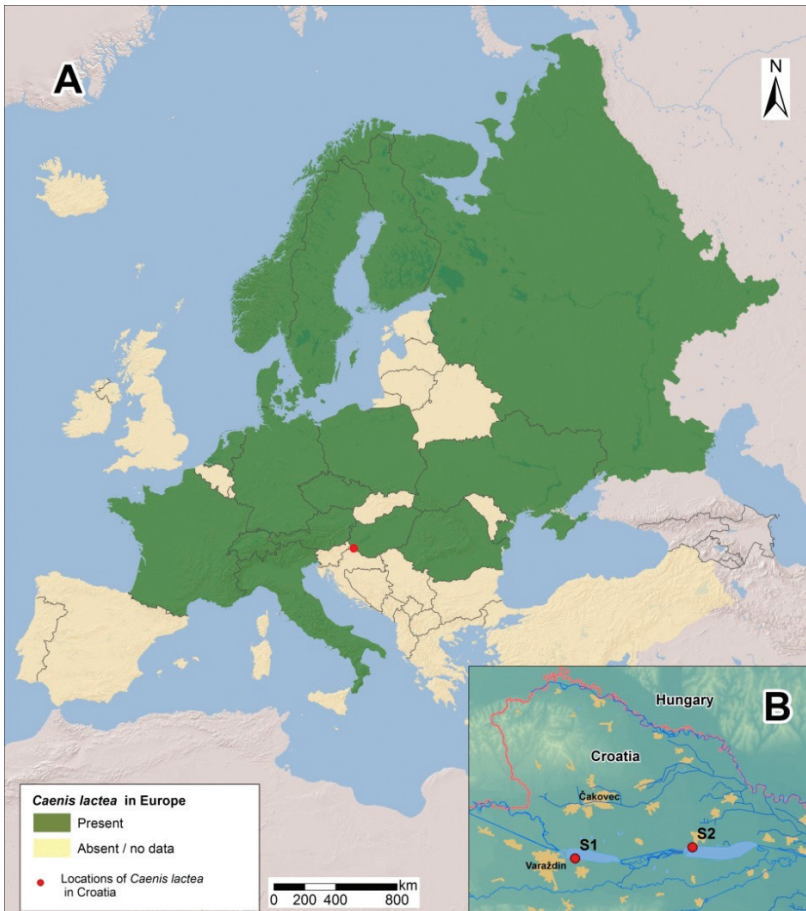 A
N
Caenis lactea in Europe
Present
Absent / no data
Locations of Caenis lactea
in Croatia
0 200 400 800
km
B
Hungary
Croatia
Čakovec
S1
S2
Varaždin